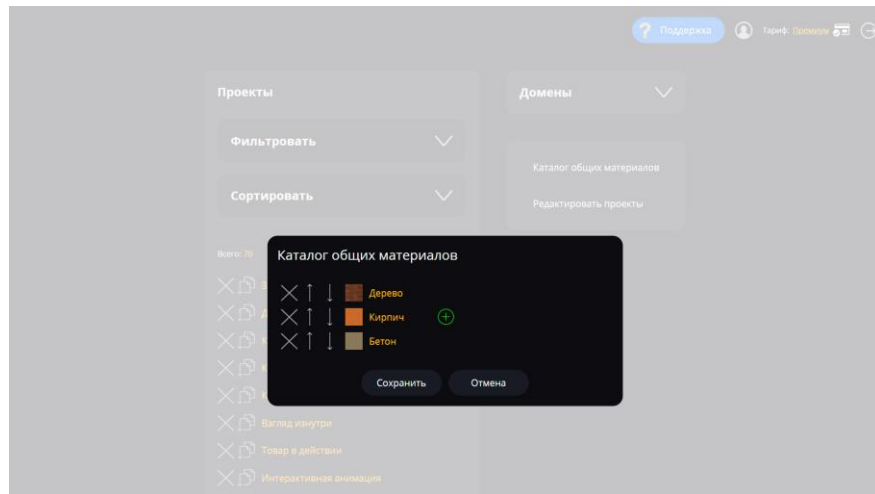 ? Поддержка
Тариф: Премиум
Проекты
Домены
Фильтровать
Каталог общих материалов
Сортировать
Редактировать проекты
Всего: 70
Каталог общих материалов
Дерево
Кирпич
Бетон
Сохранить Отмена
Взгляд изнутри
Товар в действии
Интерактивная анимация